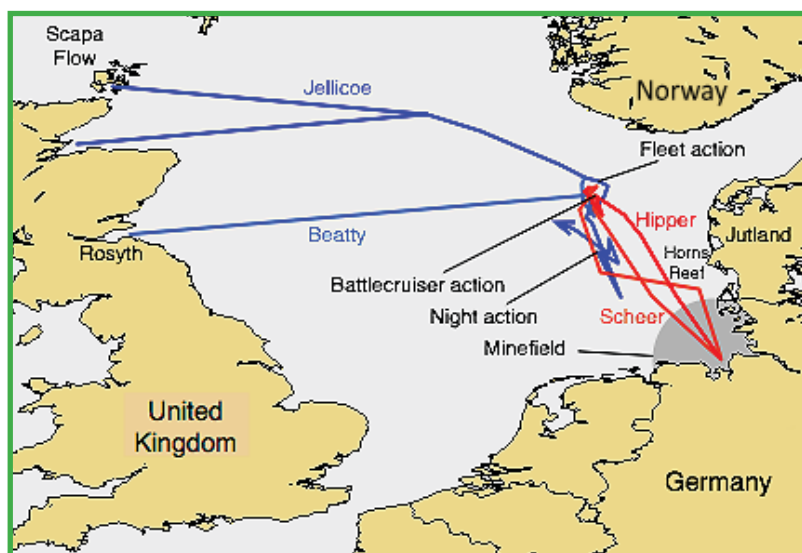 Scapa
Flow
Jellicoe
Norway
Fleet action
Hipper
Beatty
Rosyth
Jutland
Horns
Reef
Battlecruiser action
Night action
Scheer
Minefield
United
Kingdom
Germany